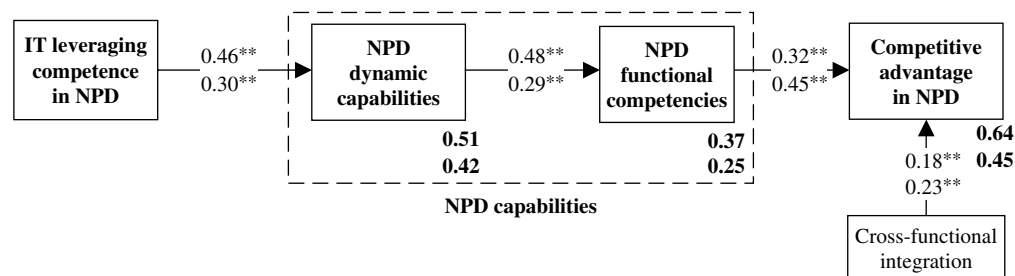 IT leveraging
competence
in NPD
0.46**
0.30**
NPD
dynamic
capabilities
0.51
0.42
0.48**
0.29**
NPD
functional
competencies
0.37
0.25
NPD capabilities
0.32**
0.45**
Competitive
advantage
in NPD
0.64
0.45
0.18**
0.23**
Cross-functional
integration